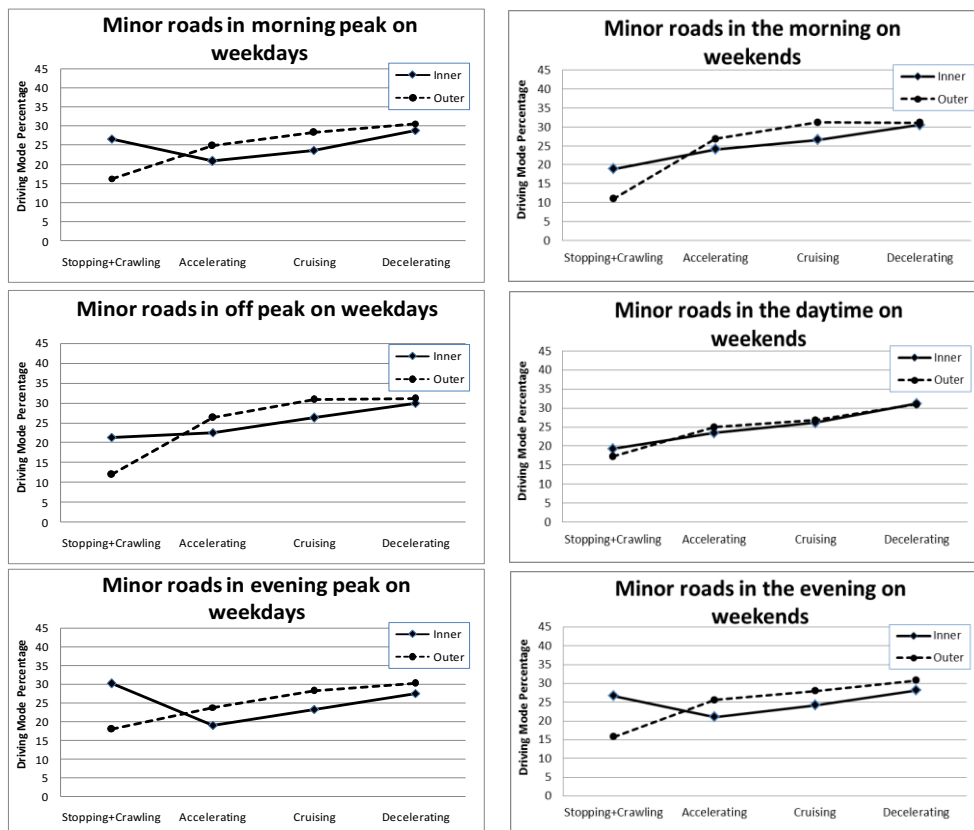 Minor roads in morning peak on
weekdays
Driving Mode Percentage
45
40
35
30
25
20
15
10
5
0
Inner
Outer
Stopping+Crawling Accelerating Cruising Decelerating
Minor roads in the morning on
weekends
Driving Mode Percentage
45
40
35
30
25
20
15
10
5
0
Inner
Outer
Stopping+Crawling Accelerating Cruising Decelerating
Minor roads in off peak on weekdays
Driving Mode Percentage
45
40
35
30
25
20
15
10
5
0
Inner
Outer
Stopping+Crawling Accelerating Cruising Decelerating
Minor roads in the daytime on
weekends
Driving Mode Percentage
45
40
35
30
25
20
15
10
5
0
Inner
Outer
Stopping+Crawling Accelerating Cruising Decelerating
Minor roads in evening peak on
weekdays
Driving Mode Percentage
45
40
35
30
25
20
15
10
5
0
Inner
Outer
Stopping+Crawling Accelerating Cruising Decelerating
Minor roads in the evening on
weekends
Driving Mode Percentage
45
40
35
30
25
20
15
10
5
0
Inner
Outer
Stopping+Crawling Accelerating Cruising Decelerating